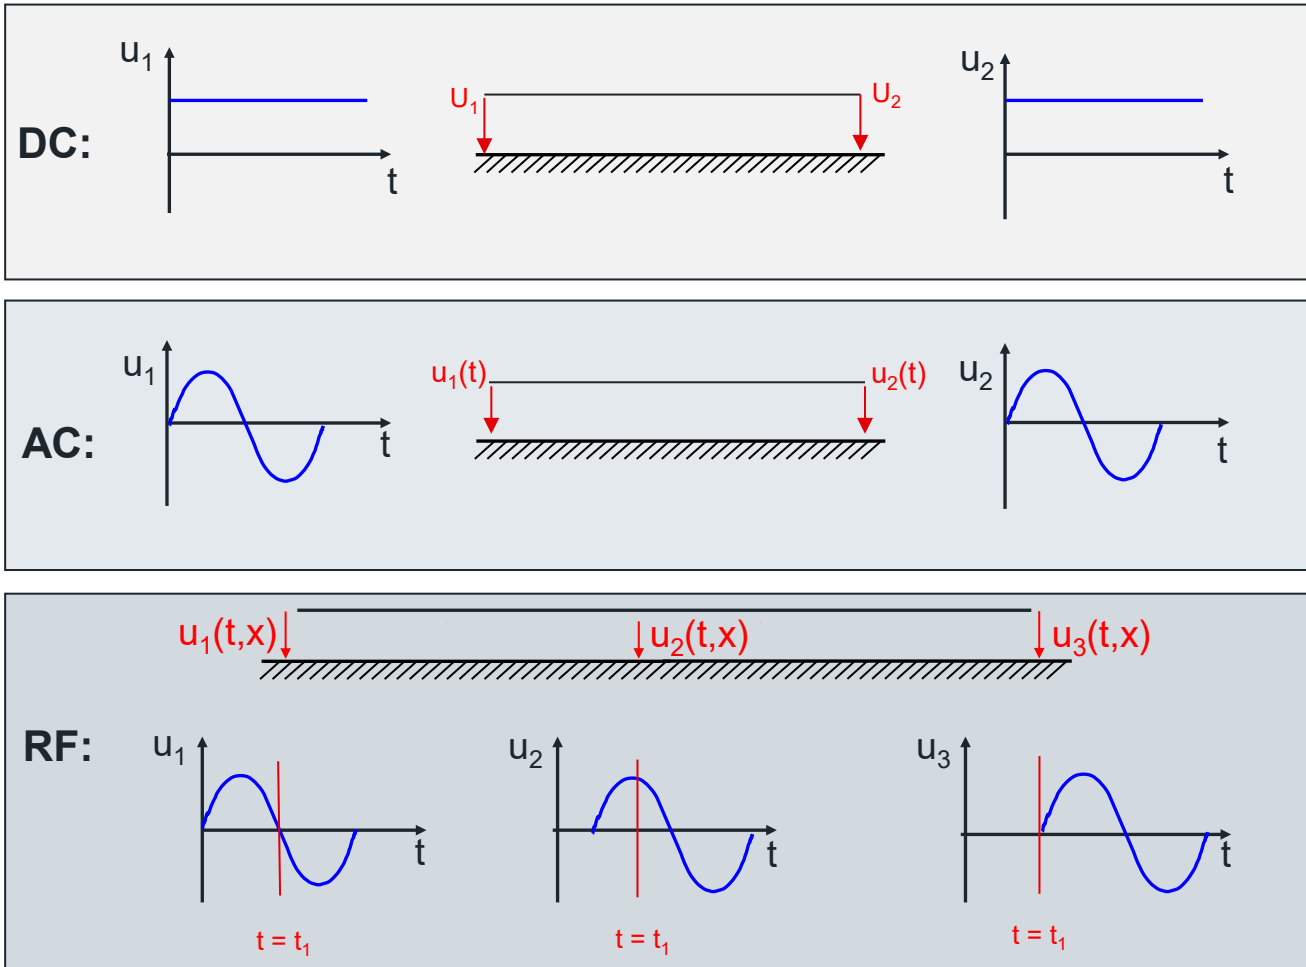 DC:
u₁
t
U₁
U₂
u₂
t
AC:
u₁
t
u₁(t)
u₂(t)
u₂
t
u₁(t,x)
u₂(t,x)
u₃(t,x)
RF:
u₁
t
u₂
t
u₃
t
t = t₁
t = t₁
t = t₁